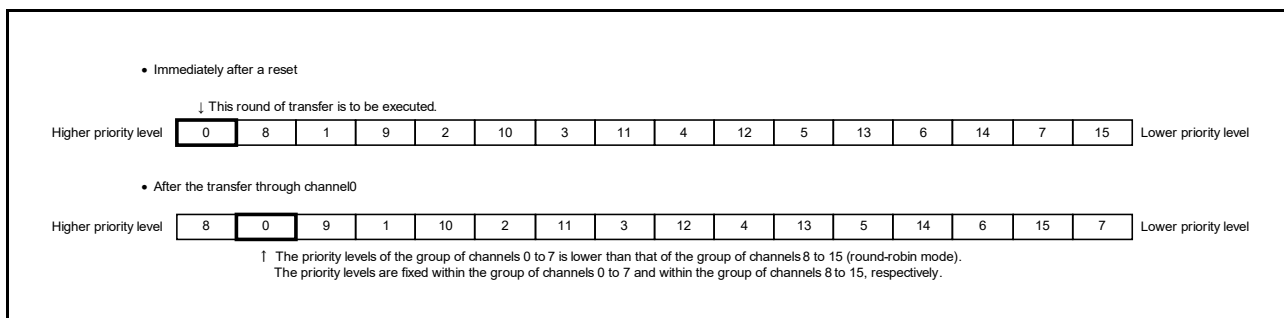 • Immediately after a reset
↓ This round of transfer is to be executed.
Higher priority level 0 8 1 9 2 10 3 11 4 12 5 13 6 14 7 15 Lower priority level
• After the transfer through channel0
Higher priority level 8 0 9 1 10 2 11 3 12 4 13 5 14 6 15 7 Lower priority level
↑ The priority levels of the group of channels 0 to 7 is lower than that of the group of channels 8 to 15 (round-robin mode).
The priority levels are fixed within the group of channels 0 to 7 and within the group of channels 8 to 15, respectively.